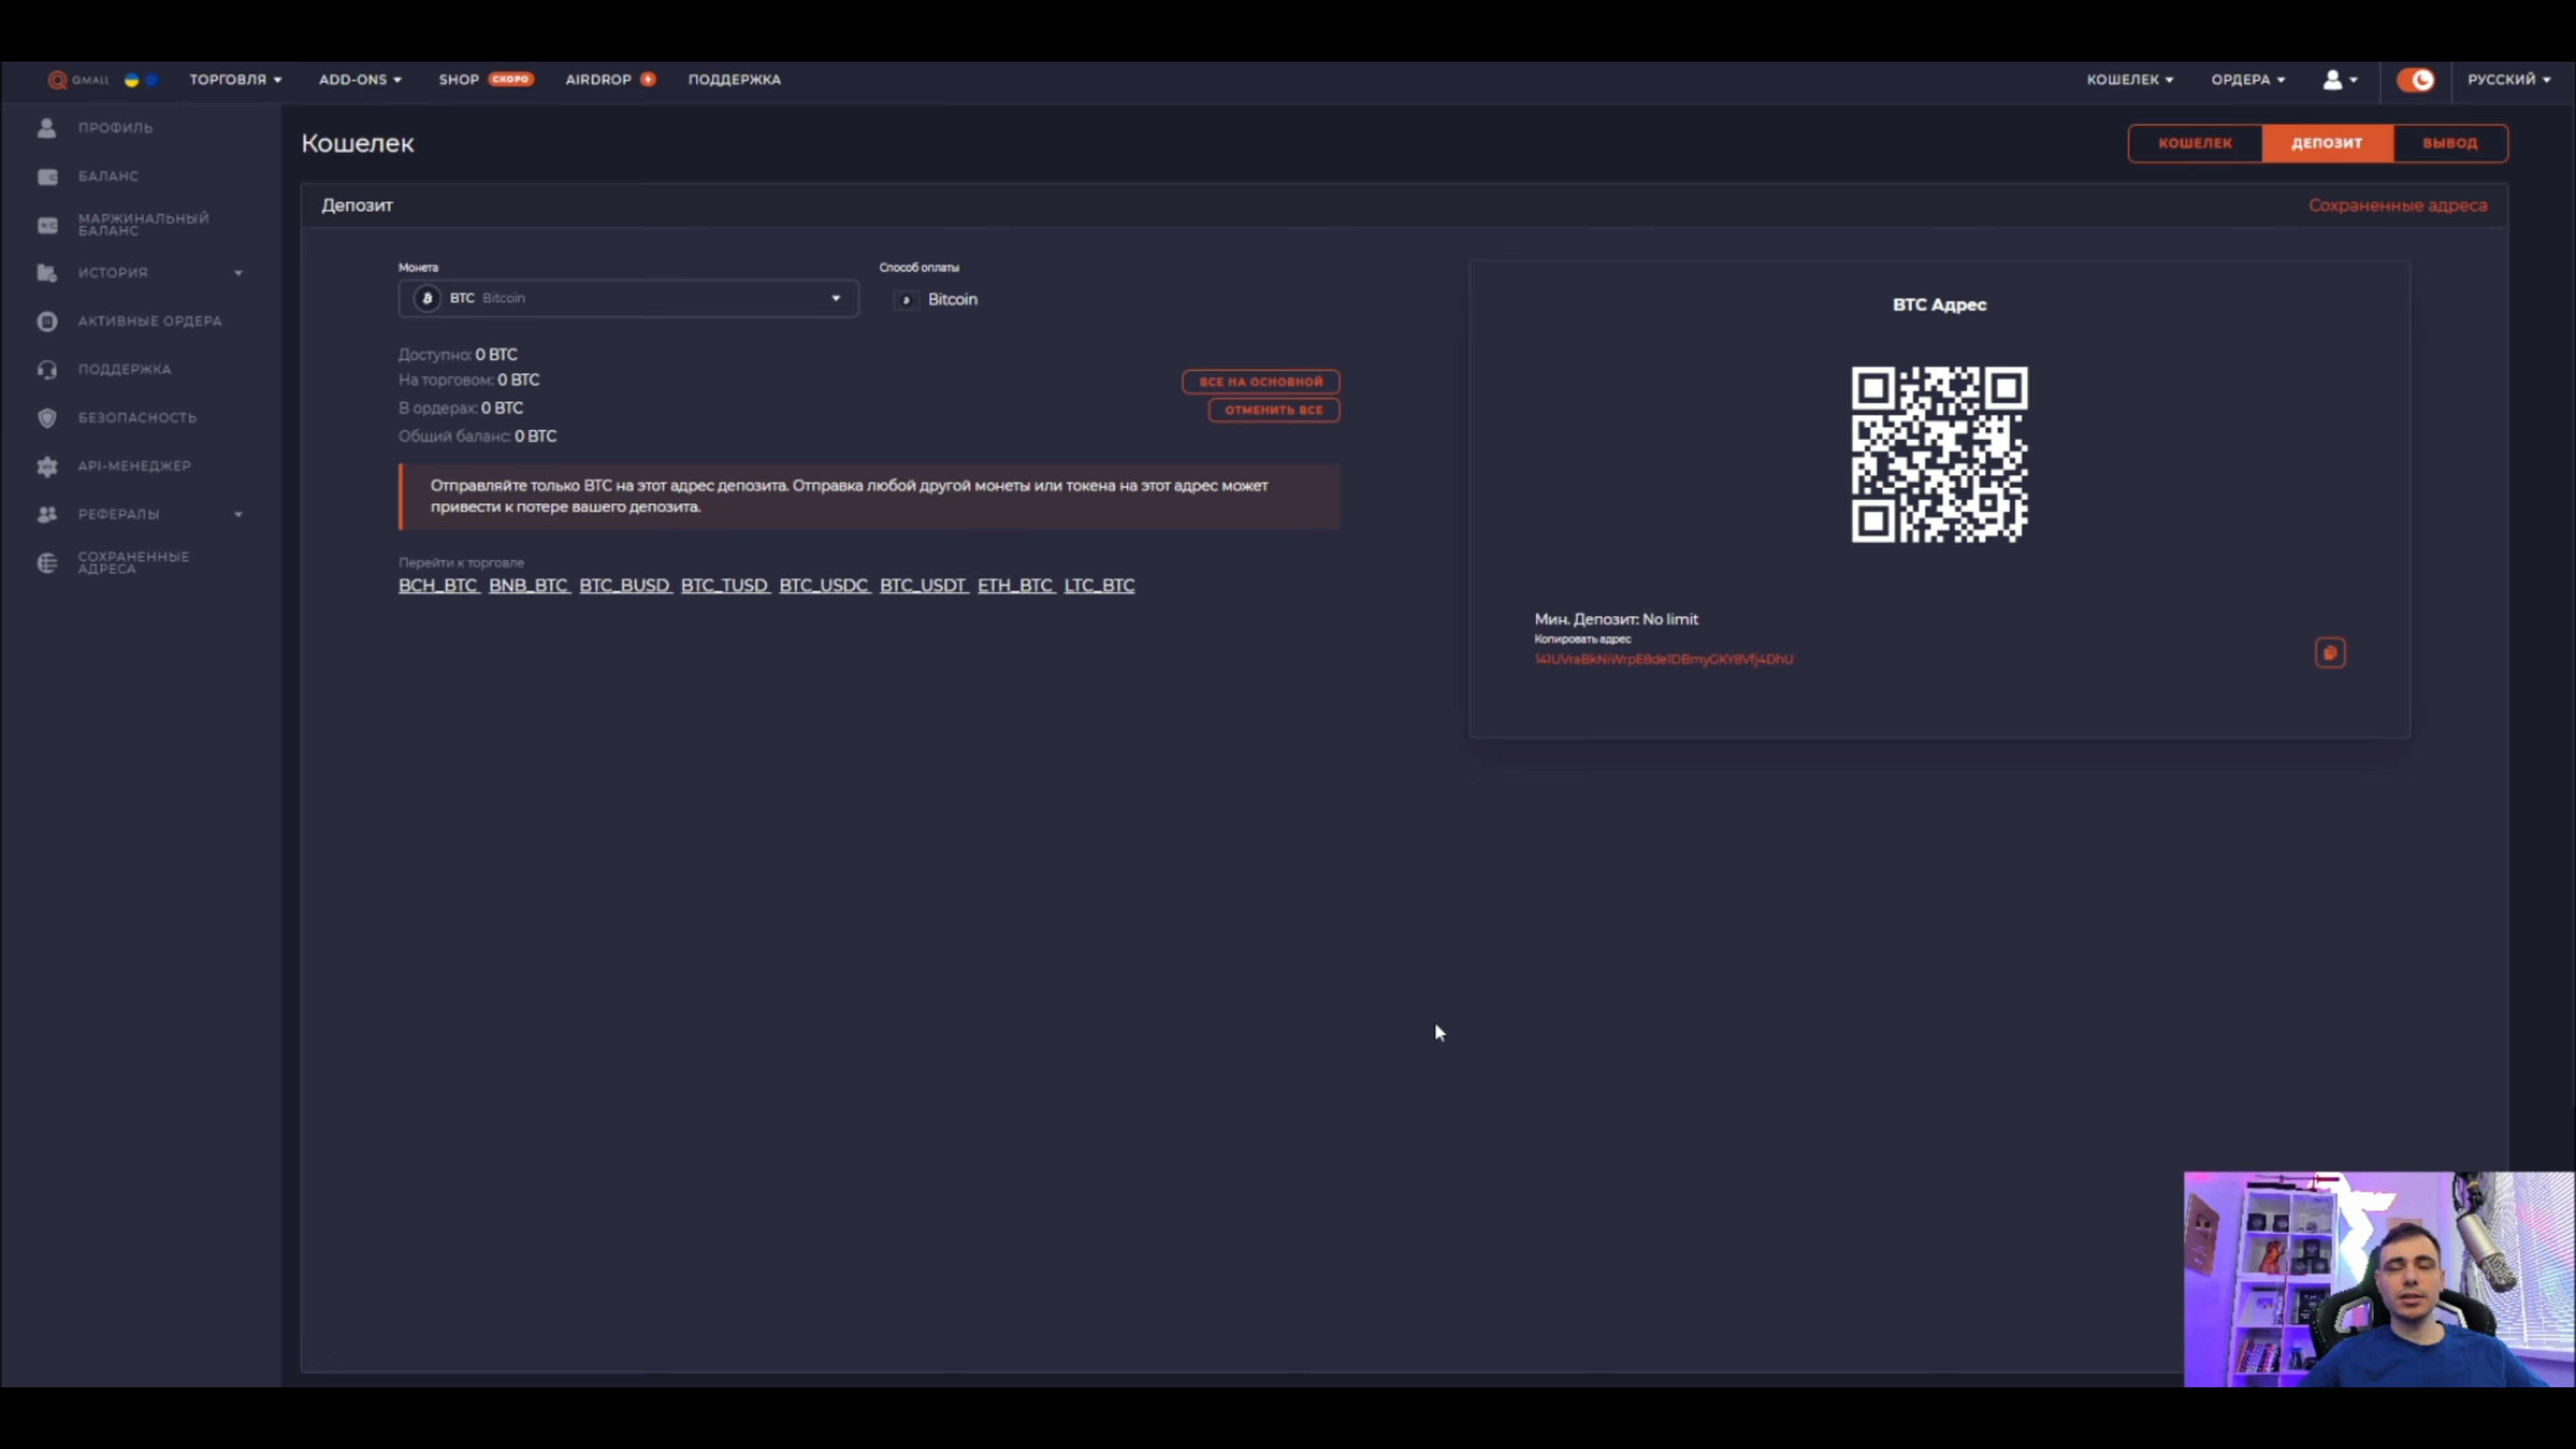 QMALL ТОРГОВЛЯ ADD-ONS SHOP СКОРО AIRDROP ПОДДЕРЖКА КОШЕЛЕК ОРДЕРА РУССКИЙ
ПРОФИЛЬ
БАЛАНС
МАРЖИНАЛЬНЫЙ
БАЛАНС
ИСТОРИЯ
АКТИВНЫЕ ОРДЕРА
ПОДДЕРЖКА
БЕЗОПАСНОСТЬ
API-МЕНЕДЖЕР
РЕФЕРАЛЫ
СОХРАНЕННЫЕ
АДРЕСА
Кошелек
КОШЕЛЕК ДЕПОЗИТ ВЫВОД
Депозит
Сохраненные адреса
Монета
BTC Bitcoin
Способ оплаты
Bitcoin
Доступно: 0 BTC
На торговом: 0 BTC
ВСЕ НА ОСНОВНОЙ
В ордерах: 0 BTC
ОТМЕНИТЬ ВСЕ
Общий баланс: 0 BTC
Отправляйте только BTC на этот адрес депозита. Отправка любой другой монеты или токена на этот адрес может
привести к потере вашего депозита.
Перейти к торговле
BCH_BTC BNB_BTC BTC_BUSD BTC_TUSD BTC_USDC BTC_USDT ETH_BTC LTC_BTC
BTC Адрес
Мин. Депозит: No limit
Копировать адрес